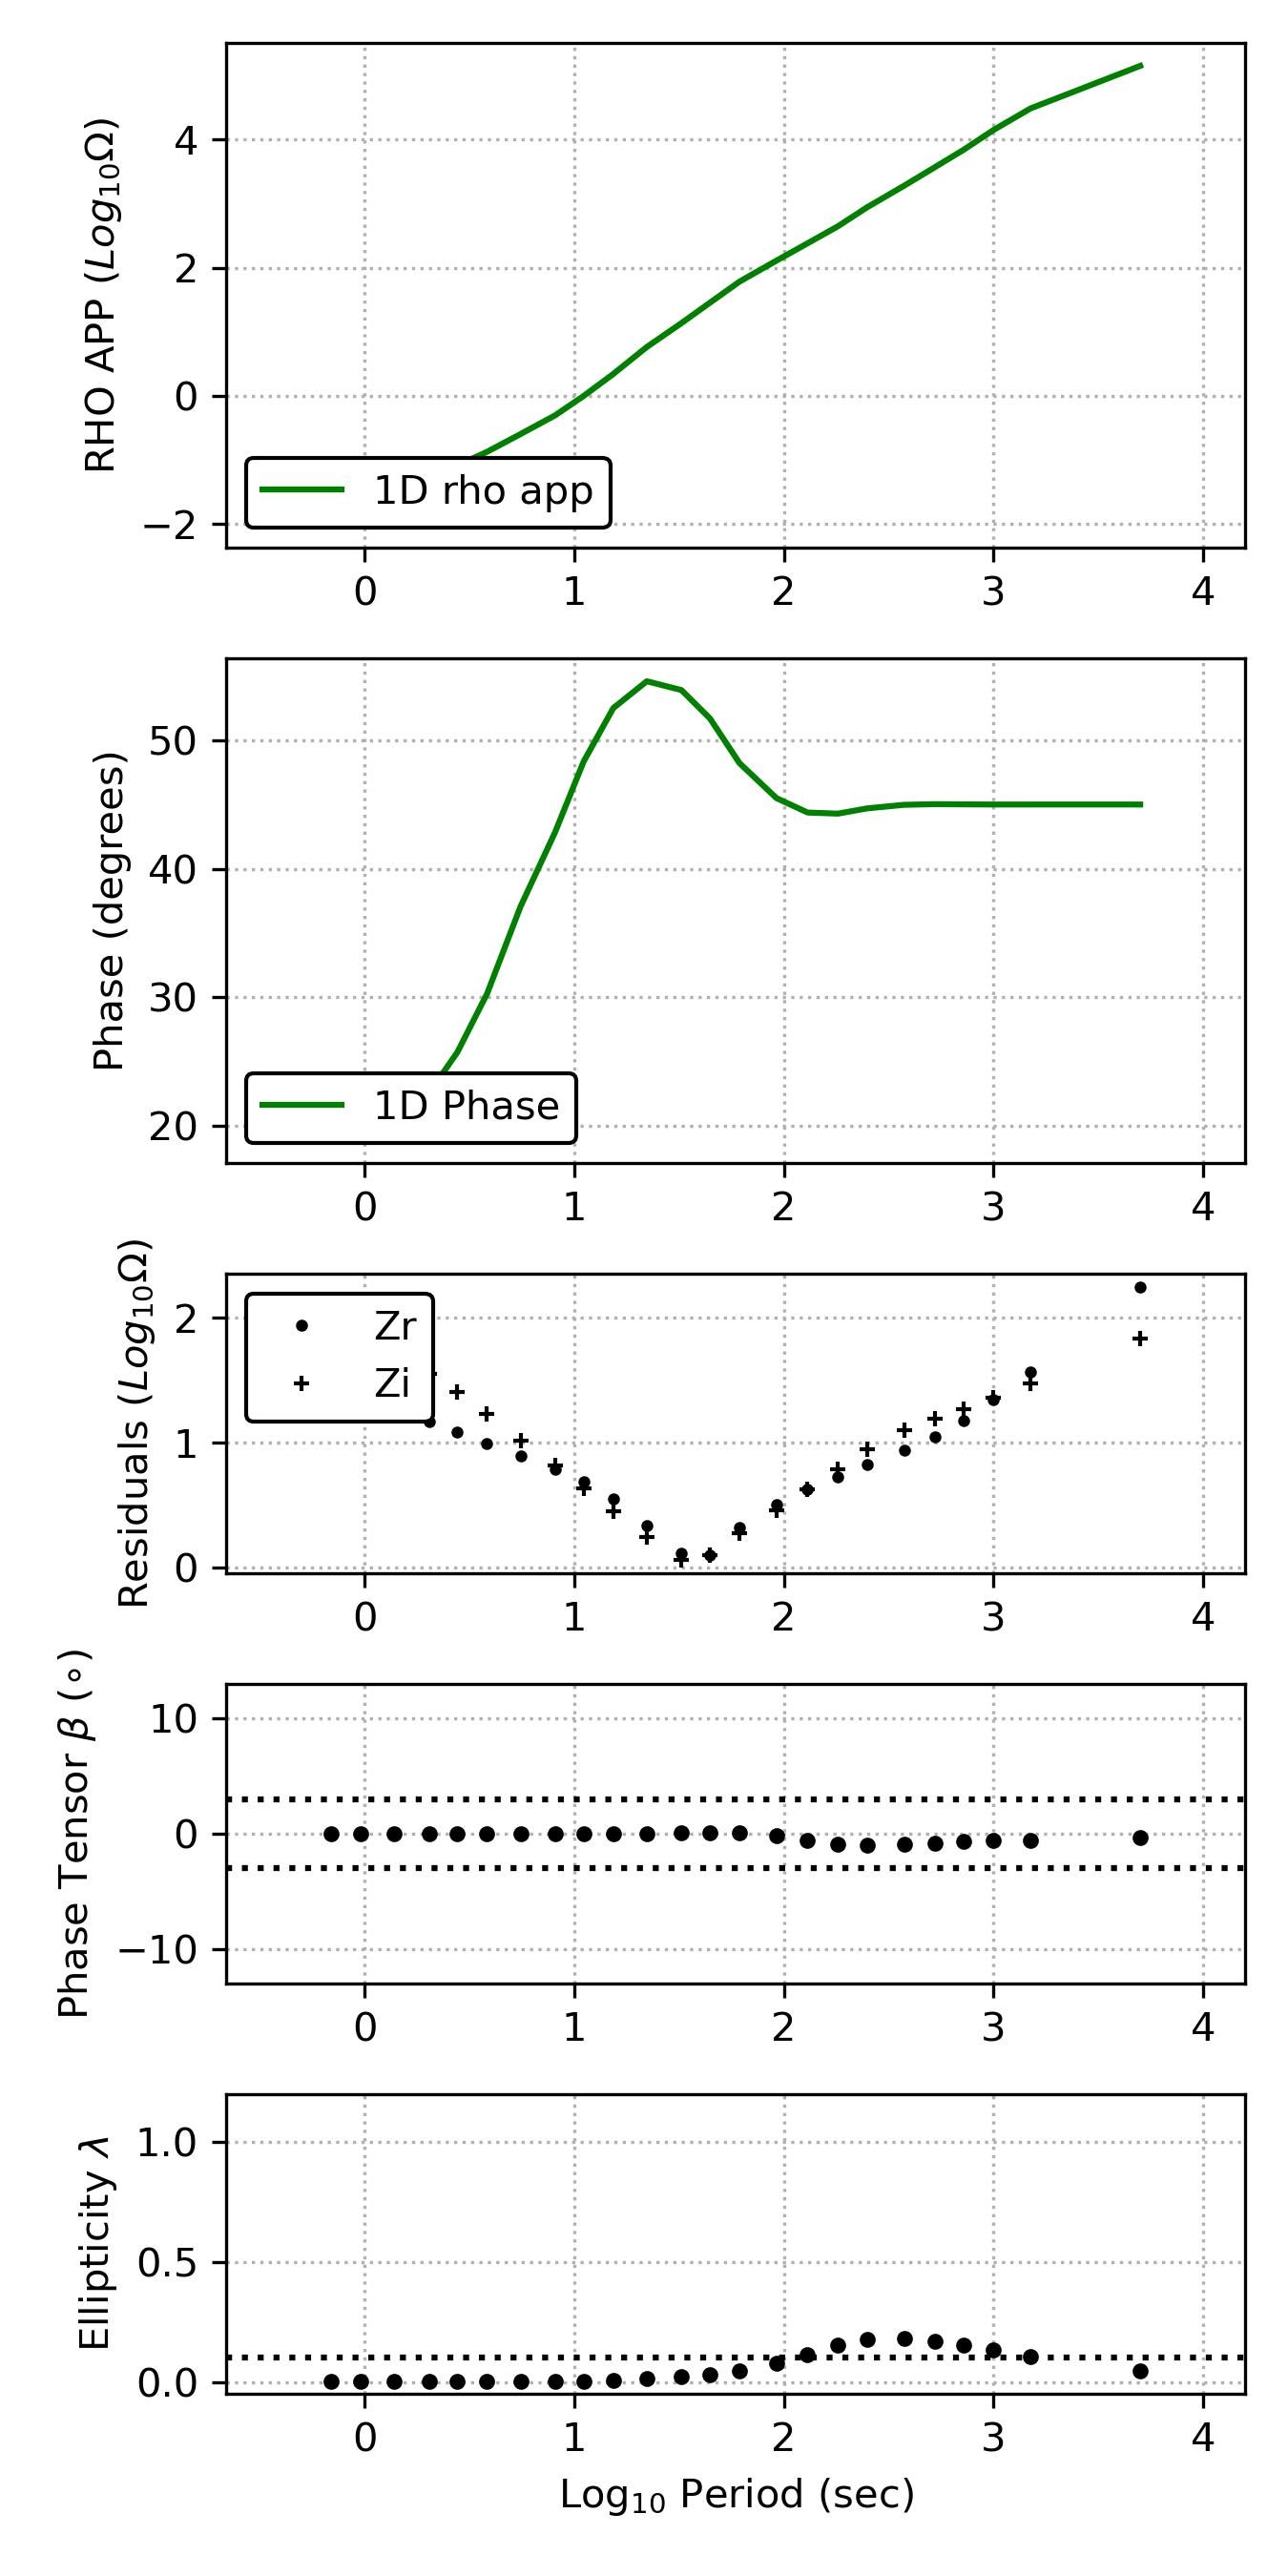 RHO APP (Log₁₀Ω)
4
2
0
−2
1D rho app
0 1 2 3 4
Phase (degrees)
50
40
30
20
1D Phase
0 1 2 3 4
Residuals (Log₁₀Ω)
2
1
0
Zr
Zi
0 1 2 3 4
Phase Tensor β (∘)
10
0
−10
0 1 2 3 4
Ellipticity λ
1.0
0.5
0.0
0 1 2 3 4
Log₁₀ Period (sec)